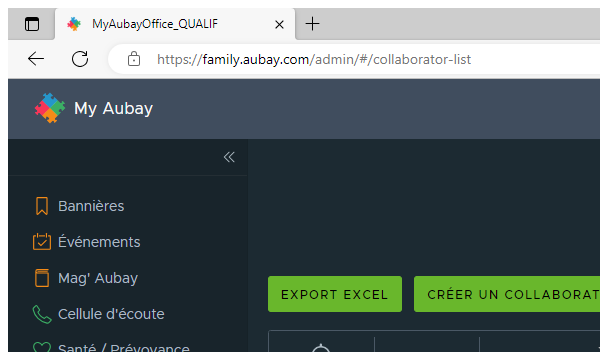 MyAubayOffice_QUALIF
https://family.aubay.com/admin/#/collaborator-list
My Aubay
Bannières
Événements
Mag' Aubay
EXPORT EXCEL
CRÉER UN COLLABORAT
Cellule d'écoute
Santé / Prévoyance